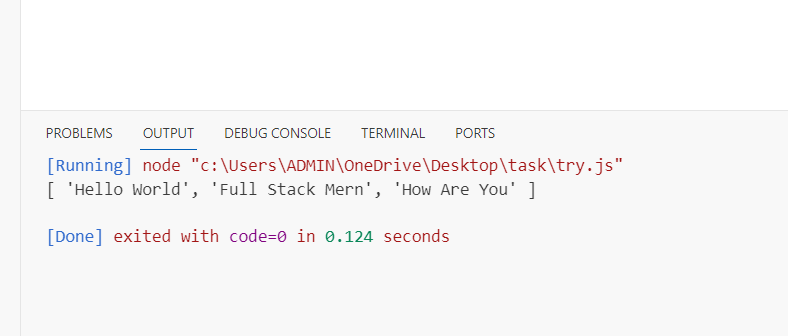 PROBLEMS OUTPUT DEBUG CONSOLE TERMINAL PORTS
[Running] node "c:\Users\ADMIN\OneDrive\Desktop\task\try.js"
[ 'Hello World', 'Full Stack Mern', 'How Are You' ]
[Done] exited with code=0 in 0.124 seconds